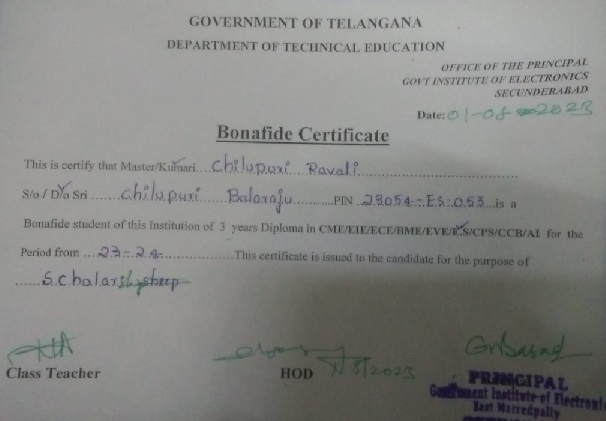 GOVERNMENT OF TELANGANA
DEPARTMENT OF TECHNICAL EDUCATION
OFFICE OF THE PRINCIPAL
GOVT INSTITUTE OF ELECTRONICS
SECUNDERABAD
Date: 01-08-2023
Bonafide Certificate
This is certify that Master/Kumari...Chilupuri Ravali.......
S/o / D/o Sri ......Chilupuri Balaraju..........PIN ..23054-ES-053..is a
Bonafide student of this Institution of 3 years Diploma in CME/EIE/ECE/BME/EVE/ES/CPS/CCB/AI for the
Period from ....23-24..................This certificate is issued to the candidate for the purpose of
......Scholarship
Class Teacher
HOD
8/2023
PRINCIPAL
Government Institute of Electronic
East Marredpally